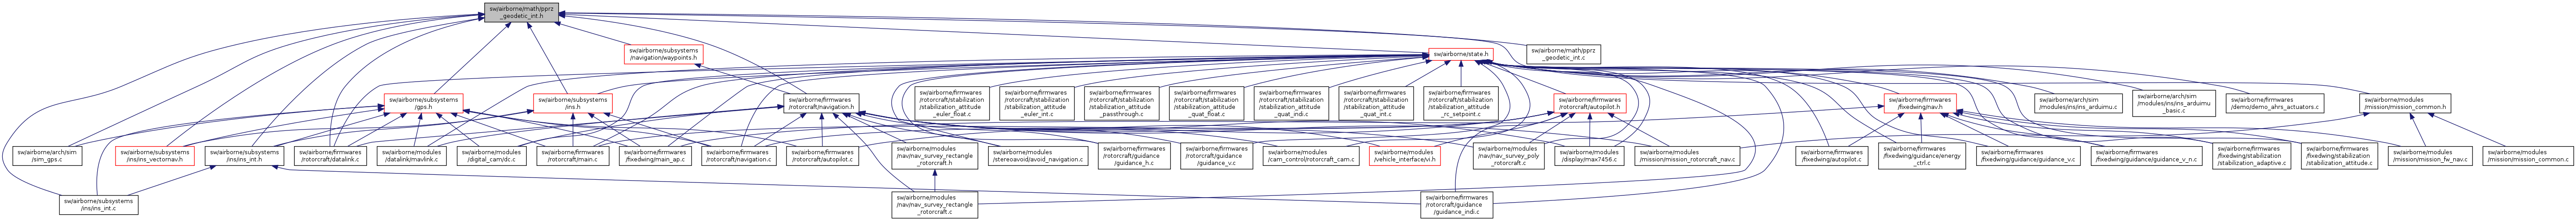 sw/airborne/math/pprz
_geodetic_int.h
sw/airborne/subsystems
/navigation/waypoints.h
sw/airborne/state.h
sw/airborne/math/pprz
_geodetic_int.c
sw/airborne/subsystems
/gps.h
sw/airborne/subsystems
/ins.h
sw/airborne/firmwares
/rotorcraft/navigation.h
sw/airborne/firmwares
/rotorcraft/stabilization
/stabilization_attitude
_euler_float.c
sw/airborne/firmwares
/rotorcraft/stabilization
/stabilization_attitude
_euler_int.c
sw/airborne/firmwares
/rotorcraft/stabilization
/stabilization_attitude
_passthrough.c
sw/airborne/firmwares
/rotorcraft/stabilization
/stabilization_attitude
_quat_float.c
sw/airborne/firmwares
/rotorcraft/stabilization
/stabilization_attitude
_quat_indi.c
sw/airborne/firmwares
/rotorcraft/stabilization
/stabilization_attitude
_quat_int.c
sw/airborne/firmwares
/rotorcraft/stabilization
/stabilization_attitude
_rc_setpoint.c
sw/airborne/firmwares
/rotorcraft/autopilot.h
sw/airborne/firmwares
/fixedwing/nav.h
sw/airborne/arch/sim
/modules/ins/ins_arduimu.c
sw/airborne/arch/sim
/modules/ins/ins_arduimu
_basic.c
sw/airborne/firmwares
/demo/demo_ahrs_actuators.c
sw/airborne/modules
/mission/mission_common.h
sw/airborne/arch/sim
/sim_gps.c
sw/airborne/subsystems
/ins/ins_vectornav.h
sw/airborne/subsystems
/ins/ins_int.h
sw/airborne/firmwares
/rotorcraft/datalink.c
sw/airborne/modules
/datalink/mavlink.c
sw/airborne/modules
/digital_cam/dc.c
sw/airborne/firmwares
/rotorcraft/main.c
sw/airborne/firmwares
/fixedwing/main_ap.c
sw/airborne/firmwares
/rotorcraft/navigation.c
sw/airborne/firmwares
/rotorcraft/autopilot.c
sw/airborne/modules
/nav/nav_survey_rectangle
_rotorcraft.h
sw/airborne/modules
/stereoavoid/avoid_navigation.c
sw/airborne/firmwares
/rotorcraft/guidance
/guidance_h.c
sw/airborne/firmwares
/rotorcraft/guidance
/guidance_v.c
sw/airborne/modules
/cam_control/rotorcraft_cam.c
sw/airborne/modules
/vehicle_interface/vi.h
sw/airborne/modules
/nav/nav_survey_poly
_rotorcraft.c
sw/airborne/modules
/display/max7456.c
sw/airborne/modules
/mission/mission_rotorcraft_nav.c
sw/airborne/firmwares
/fixedwing/autopilot.c
sw/airborne/firmwares
/fixedwing/guidance/energy
_ctrl.c
sw/airborne/firmwares
/fixedwing/guidance/guidance_v.c
sw/airborne/firmwares
/fixedwing/guidance/guidance_v_n.c
sw/airborne/firmwares
/fixedwing/stabilization
/stabilization_adaptive.c
sw/airborne/firmwares
/fixedwing/stabilization
/stabilization_attitude.c
sw/airborne/modules
/mission/mission_fw_nav.c
sw/airborne/modules
/mission/mission_common.c
sw/airborne/subsystems
/ins/ins_int.c
sw/airborne/modules
/nav/nav_survey_rectangle
_rotorcraft.c
sw/airborne/firmwares
/rotorcraft/guidance
/guidance_indi.c